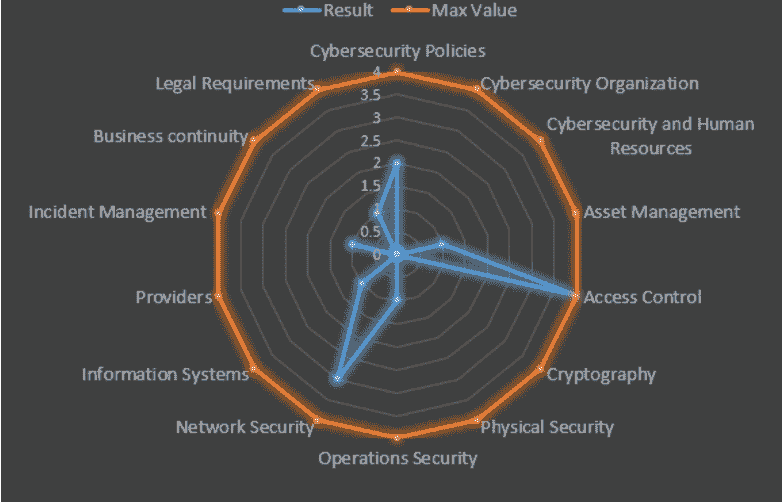 Result Max Value
Cybersecurity Policies
Legal Requirements
Cybersecurity Organization
Business continuity
Cybersecurity and Human
Resources
Incident Management
Asset Management
Providers
Access Control
Information Systems
Cryptography
Network Security
Physical Security
Operations Security
4
3.5
3
2.5
2
1.5
1
0.5
0